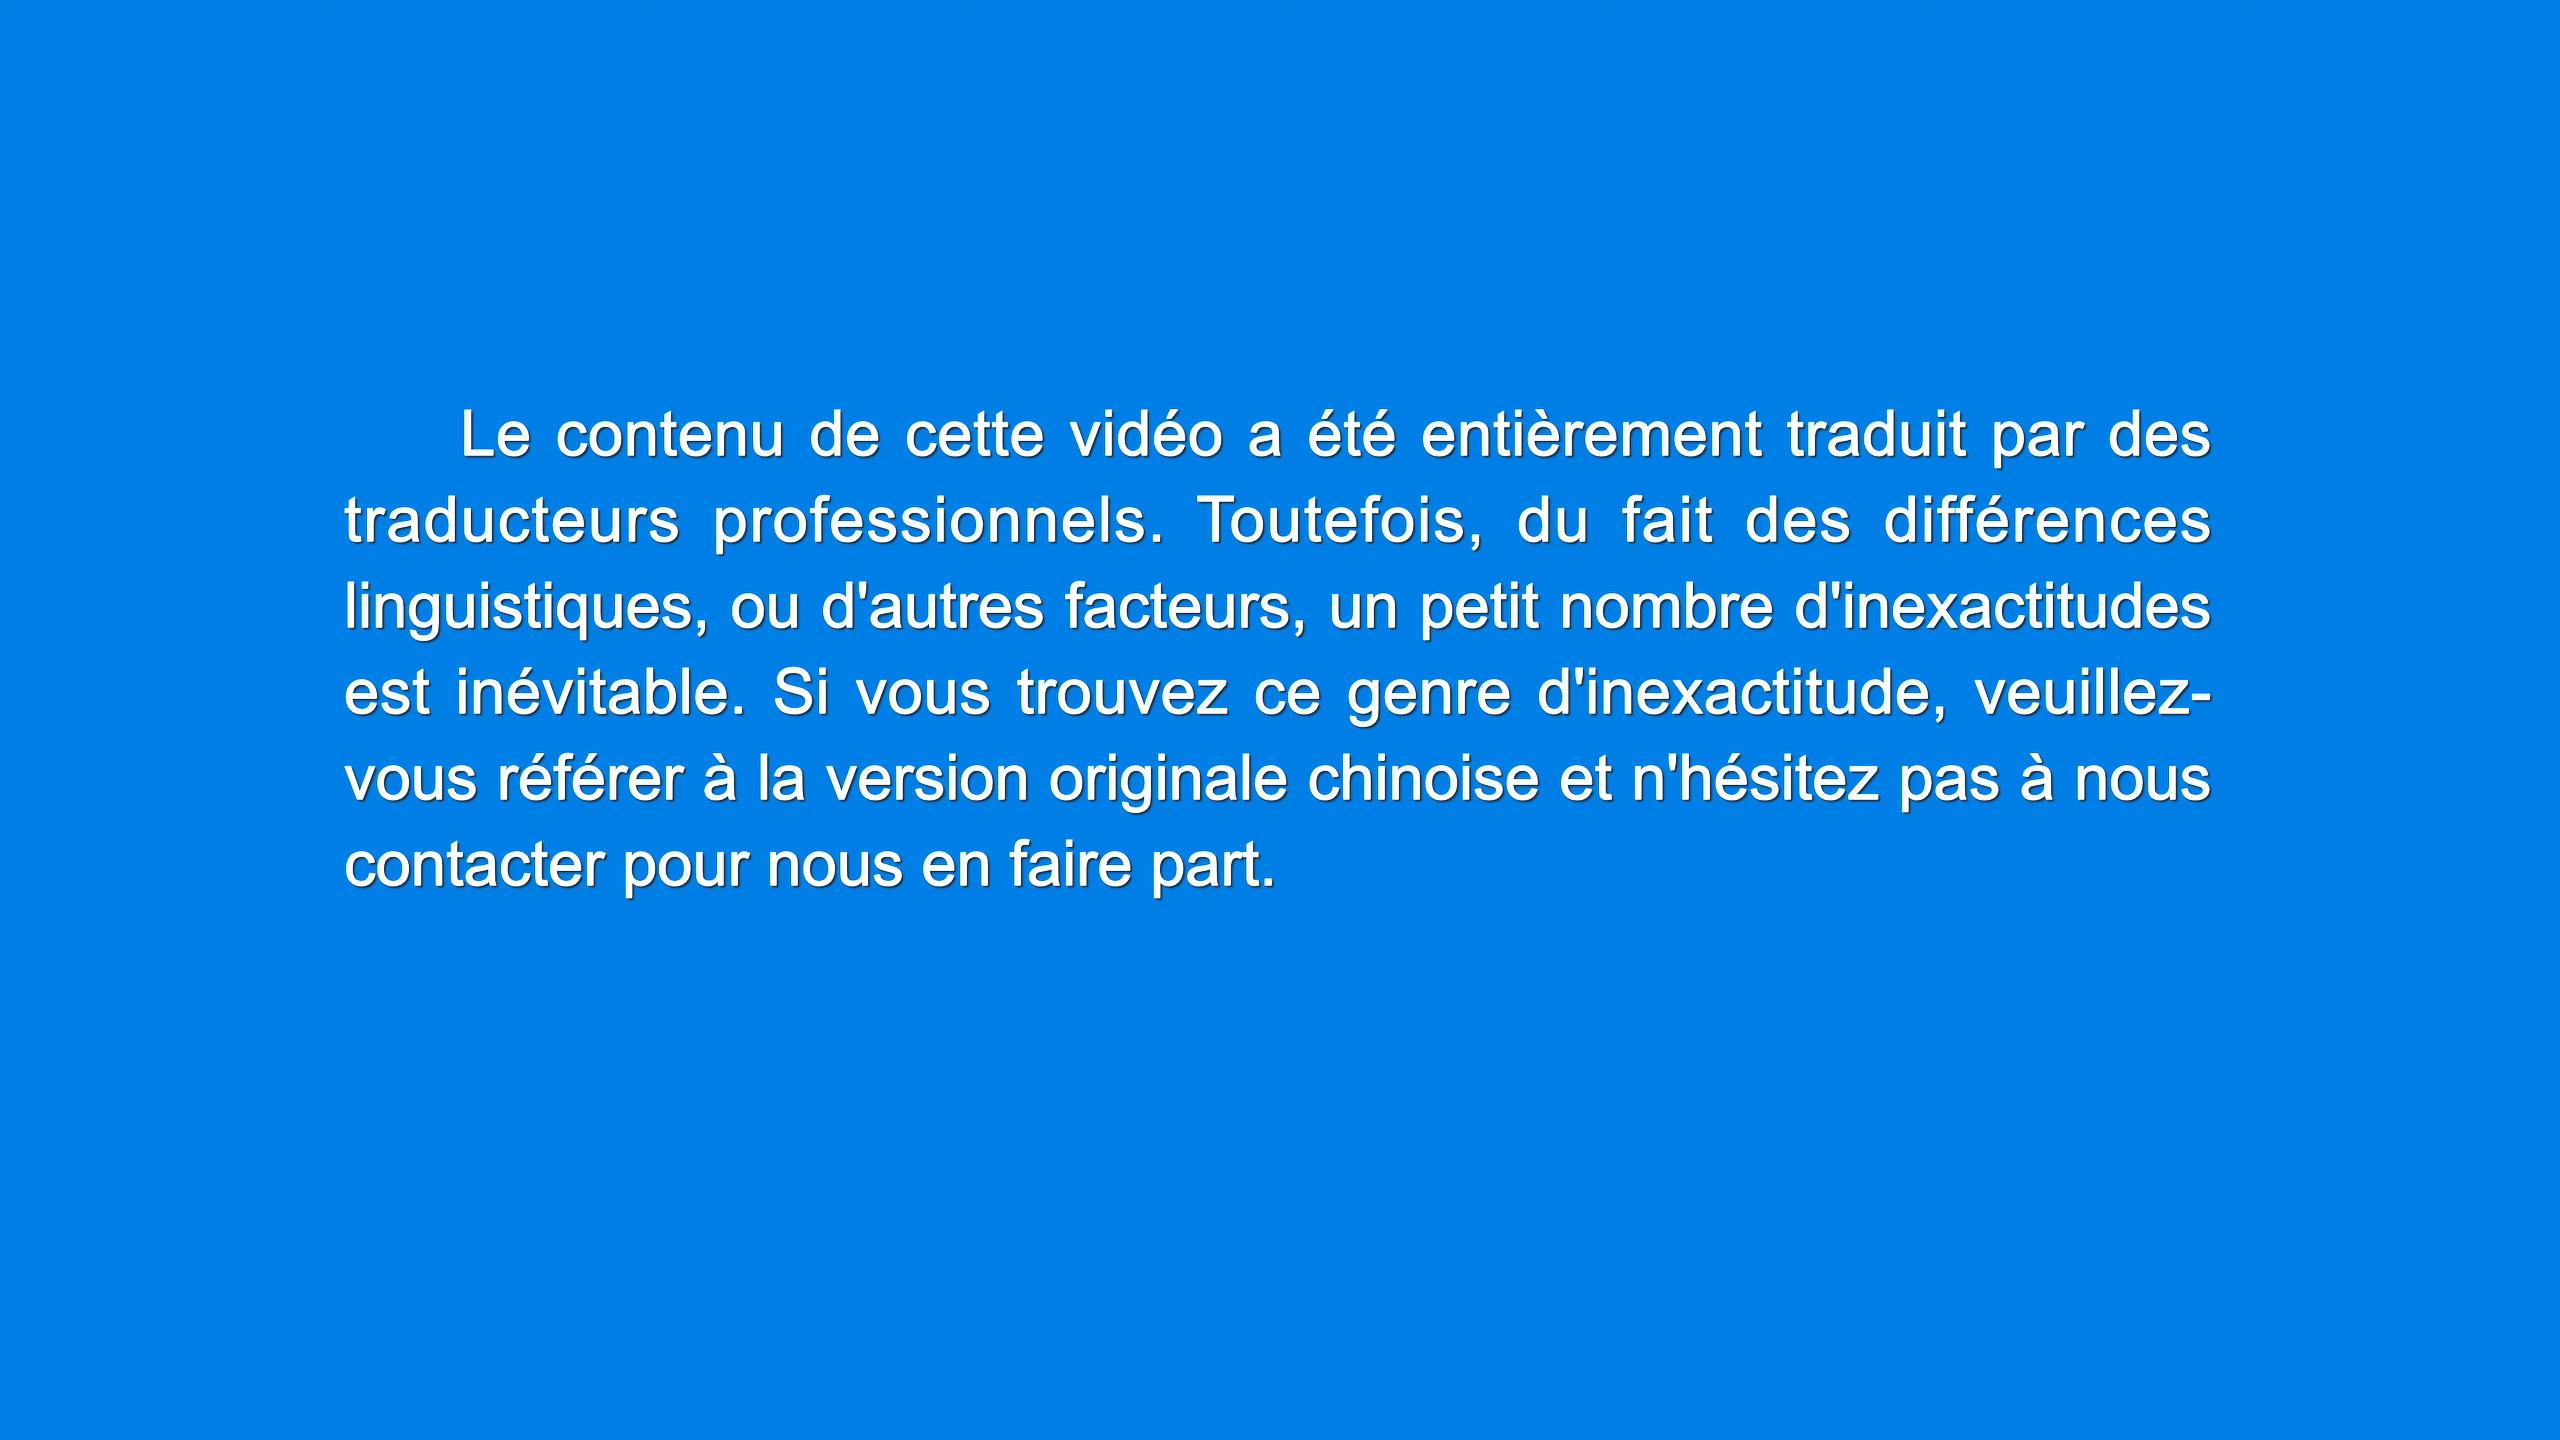 Le contenu de cette vidéo a été entièrement traduit par des
traducteurs professionnels. Toutefois, du fait des différences
linguistiques, ou d'autres facteurs, un petit nombre d'inexactitudes
est inévitable. Si vous trouvez ce genre d'inexactitude, veuillez-
vous référer à la version originale chinoise et n'hésitez pas à nous
contacter pour nous en faire part.